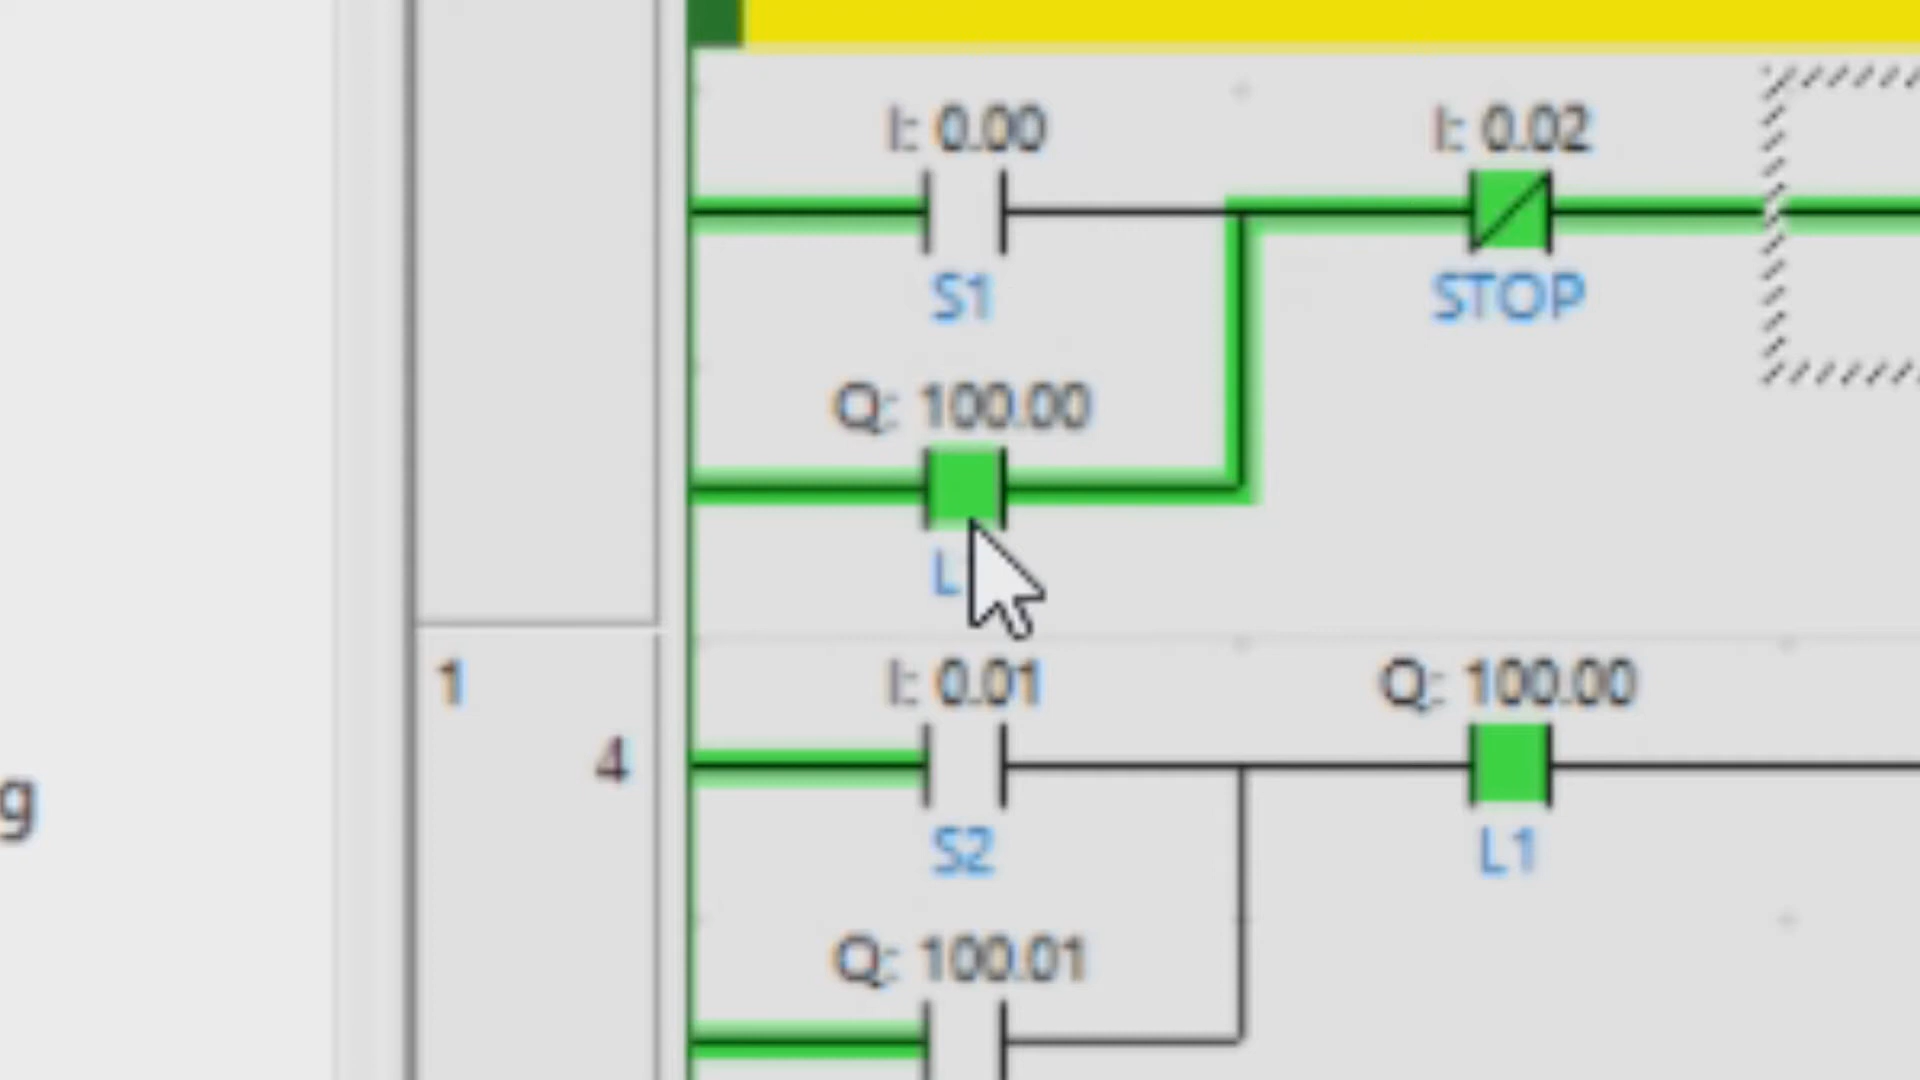 I: 0.00 I: 0.02
S1 STOP
Q: 100.00
L
1 I: 0.01 Q: 100.00
4
S2 L1
Q: 100.01
g